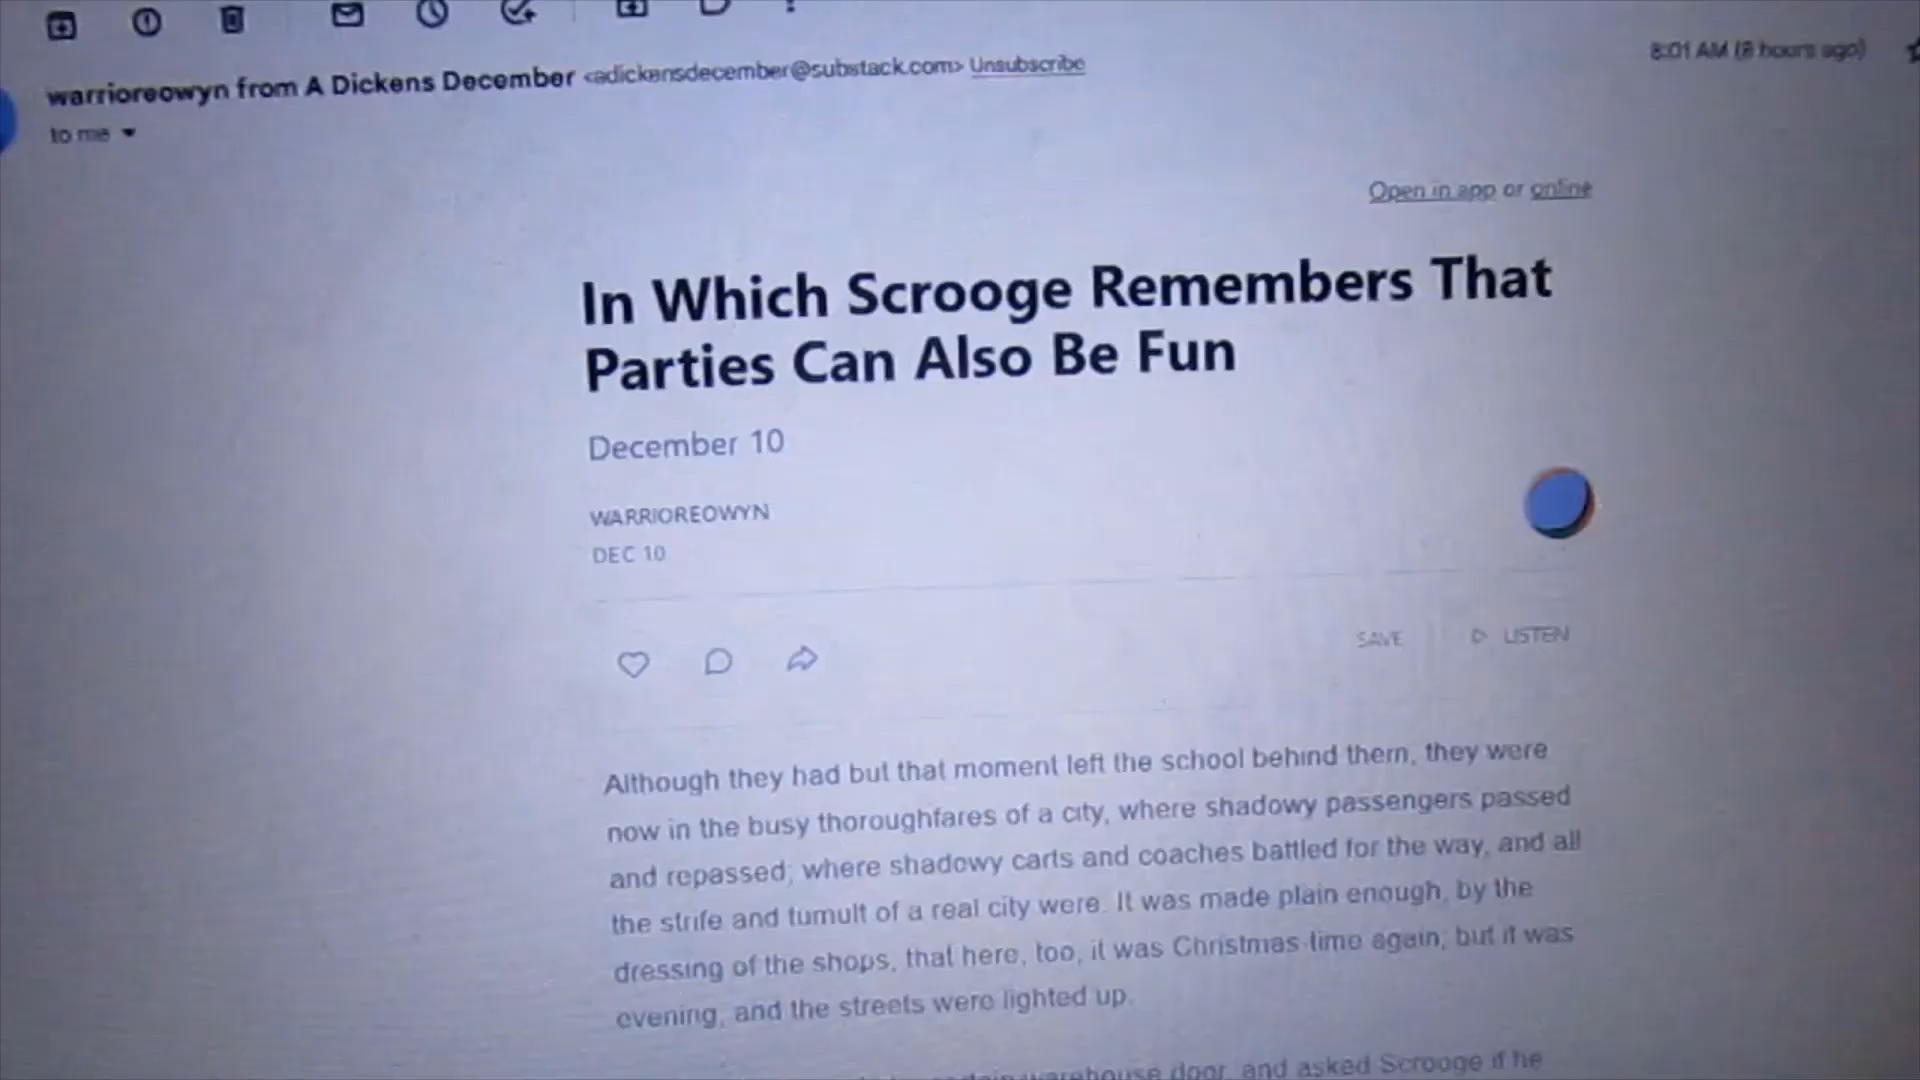 warrioreowyn from A Dickens December <adickensdecember@substack.com> Unsubscribe
8:01 AM (8 hours ago)
to me
Open in app or online
In Which Scrooge Remembers That
Parties Can Also Be Fun
December 10
WARRIOREOWYN
DEC 10
SAVE
LISTEN
Although they had but that moment left the school behind them, they were
now in the busy thoroughfares of a city, where shadowy passengers passed
and repassed; where shadowy carts and coaches battled for the way, and all
the strife and tumult of a real city were. It was made plain enough, by the
dressing of the shops, that here, too, it was Christmas-time again; but it was
evening, and the streets were lighted up.
warehouse door, and asked Scrooge if he